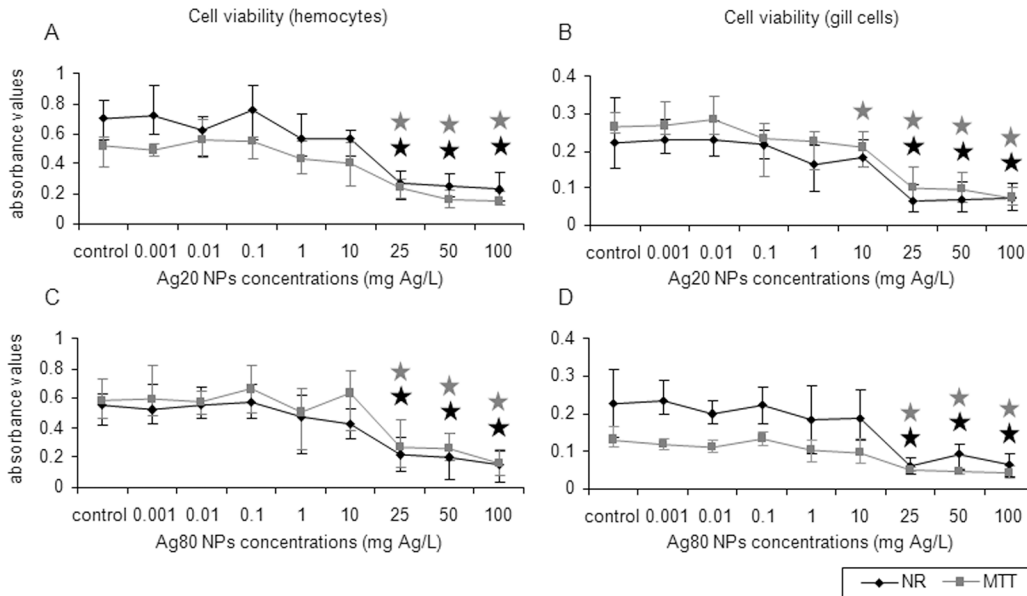 Cell viability (hemocytes)
Cell viability (gill cells)
A
B
absorbance values
1
0.8
0.6
0.4
0.2
0
control 0.001 0.01 0.1 1 10 25 50 100
Ag20 NPs concentrations (mg Ag/L)
0.4
0.3
0.2
0.1
0
control 0.001 0.01 0.1 1 10 25 50 100
Ag20 NPs concentrations (mg Ag/L)
C
D
absorbance values
1
0.8
0.6
0.4
0.2
0
control 0.001 0.01 0.1 1 10 25 50 100
Ag80 NPs concentrations (mg Ag/L)
0.4
0.3
0.2
0.1
0
control 0.001 0.01 0.1 1 10 25 50 100
Ag80 NPs concentrations (mg Ag/L)
NR MTT